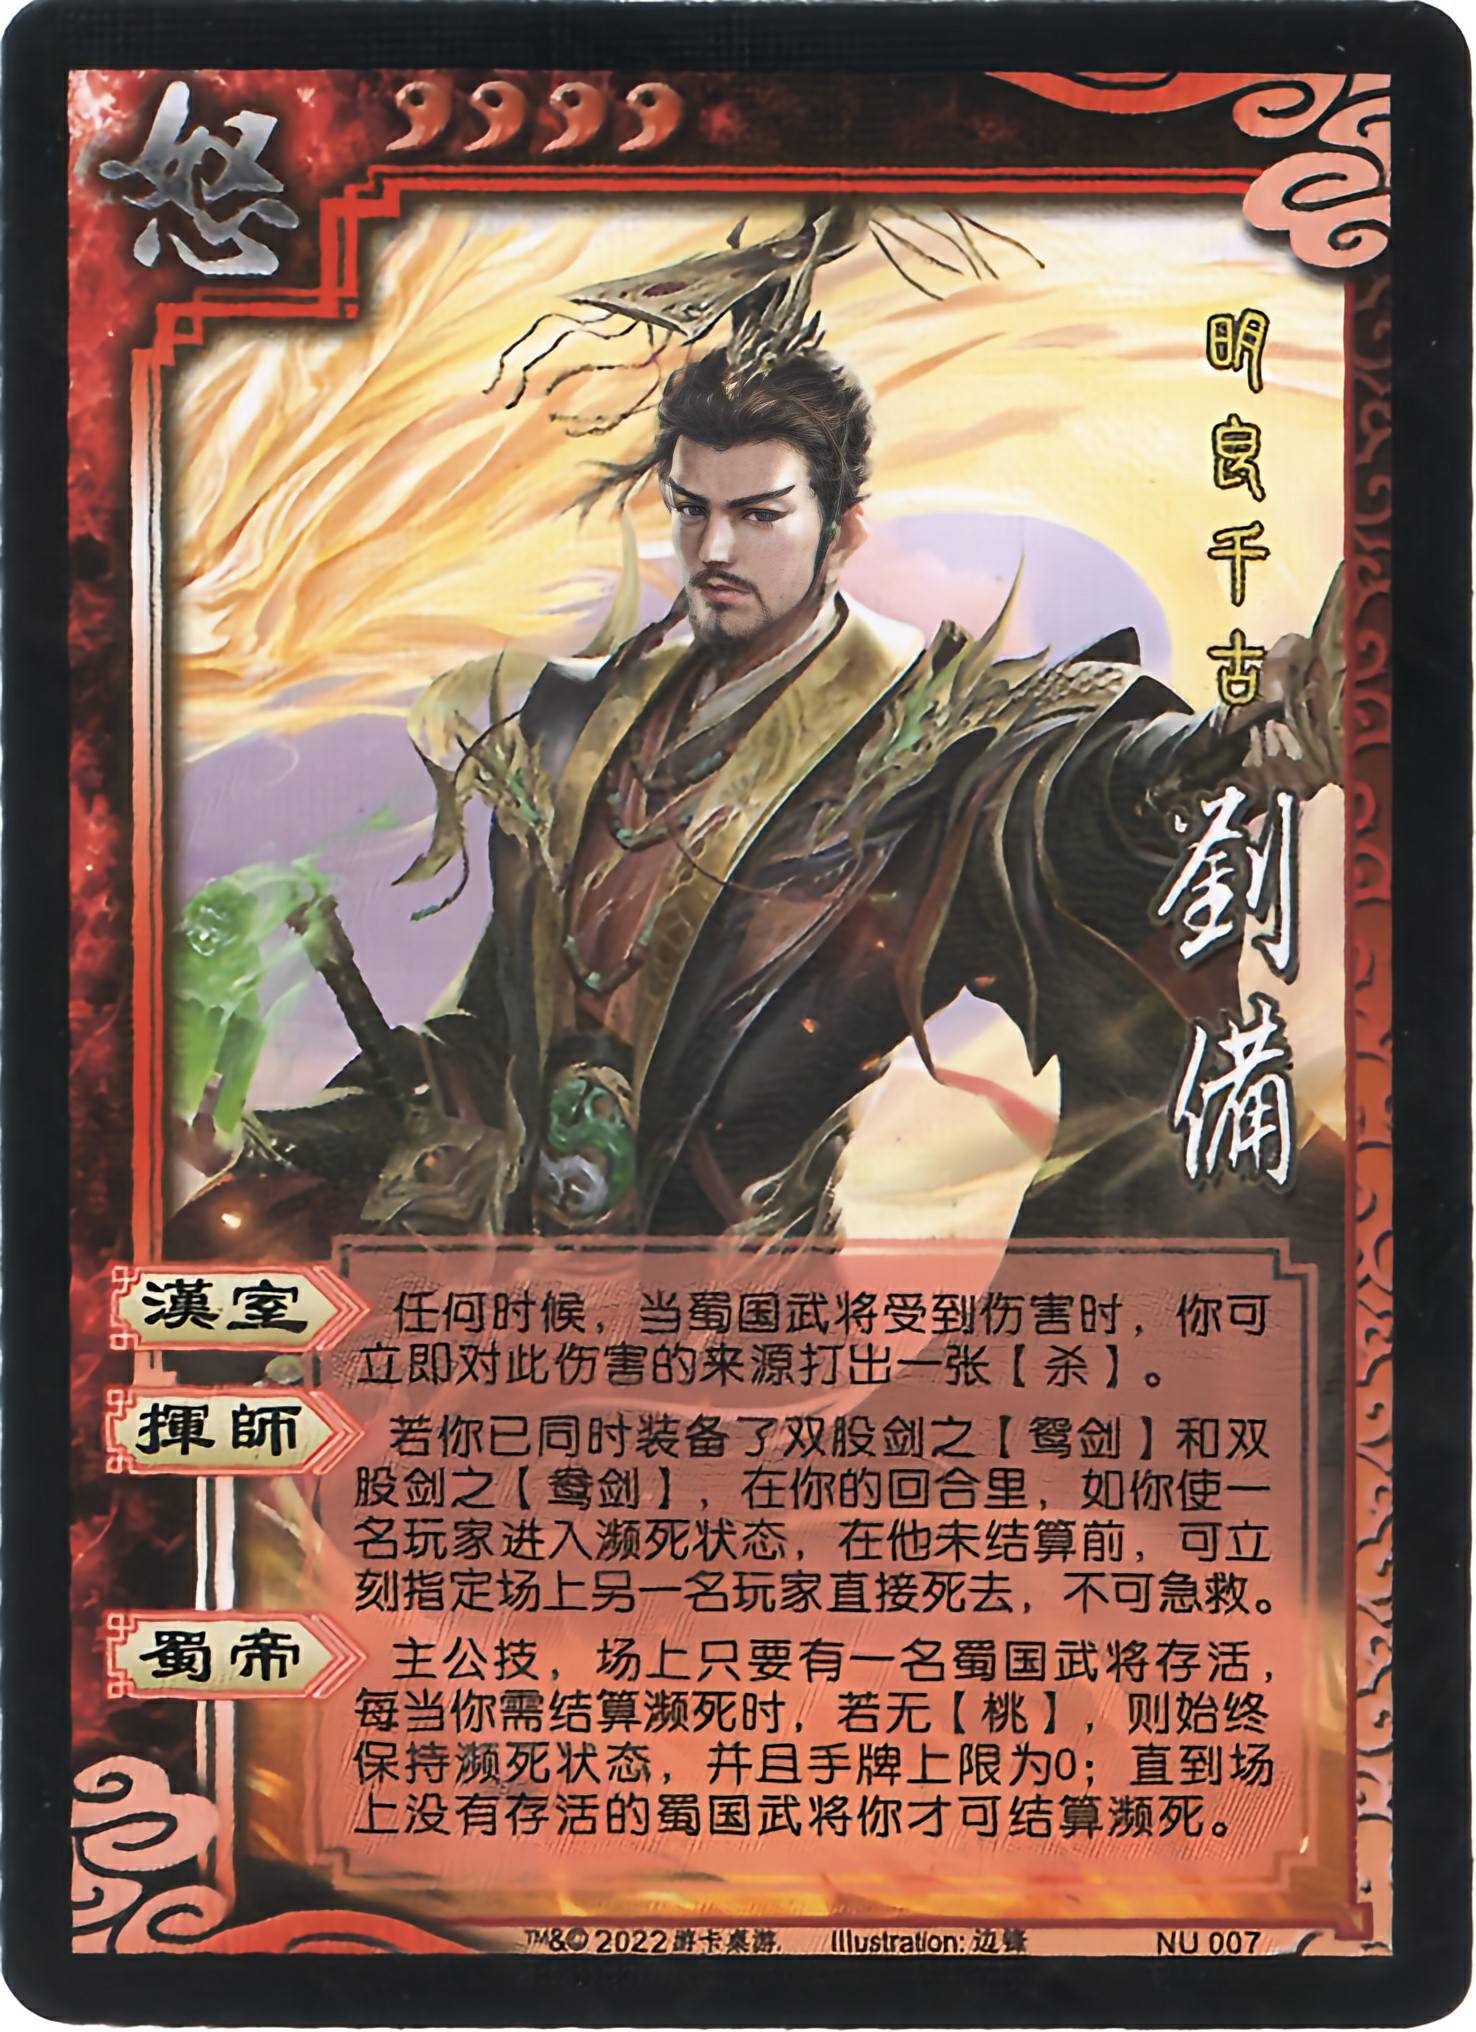 怒
明良千古
劉備
漢室
任何时候，当蜀国武将受到伤害时，你可
立即对此伤害的来源打出一张【杀】。
揮師
若你已同时装备了双股剑之【鸳剑】和双
股剑之【鸯剑】，在你的回合里，如你使一
名玩家进入濒死状态，在他未结算前，可立
刻指定场上另一名玩家直接死去，不可急救。
蜀帝
主公技，场上只要有一名蜀国武将存活，
每当你需结算濒死时，若无【桃】，则始终
保持濒死状态，并且手牌上限为0；直到场
上没有存活的蜀国武将你才可结算濒死。
™&© 2022 游卡桌游. Illustration: 边锋 NU 007